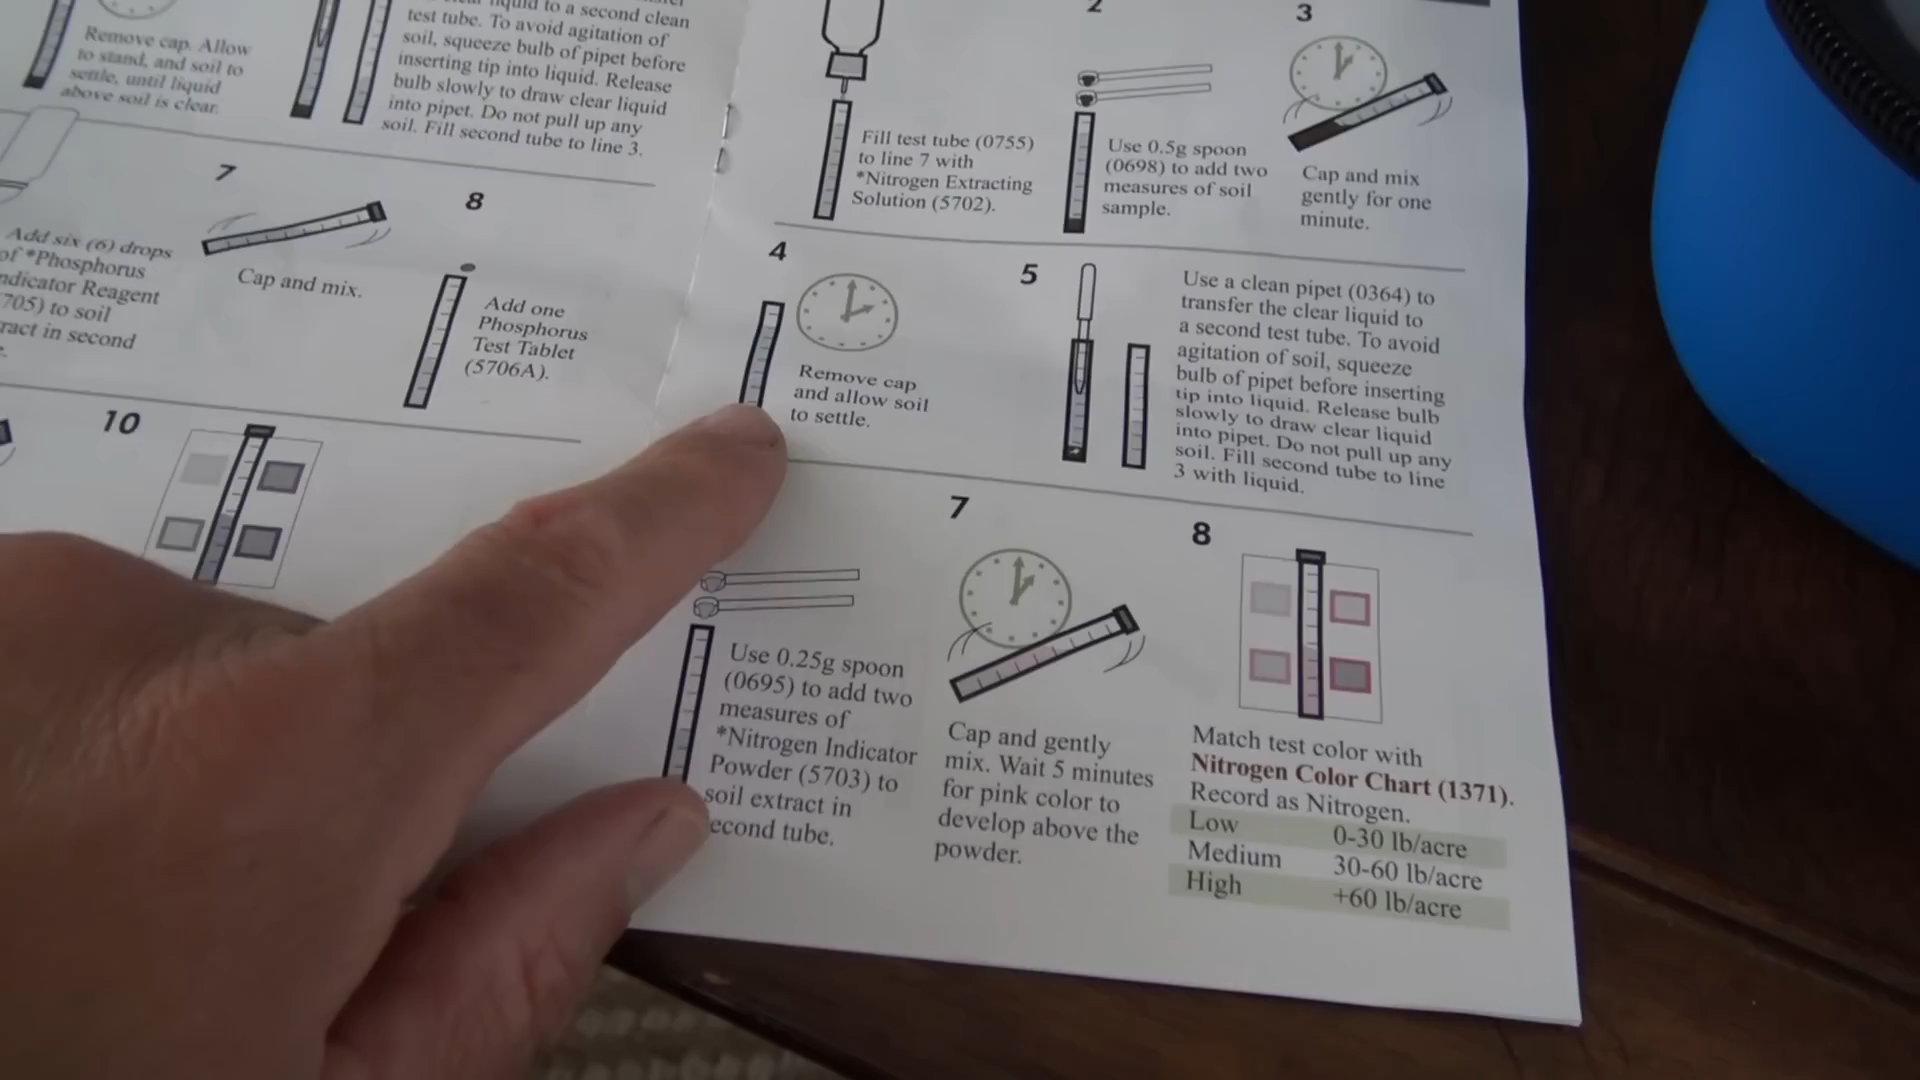 Remove cap. Allow
to stand, and soil to
settle, until liquid
above soil is clear.
liquid to a second clean
test tube. To avoid agitation of
soil, squeeze bulb of pipet before
inserting tip into liquid. Release
bulb slowly to draw clear liquid
into pipet. Do not pull up any
soil. Fill second tube to line 3.
Add six (6) drops
of *Phosphorus
Indicator Reagent
705) to soil
ract in second
7
Cap and mix.
8
Add one
Phosphorus
Test Tablet
(5706A).
10
Fill test tube (0755)
to line 7 with
*Nitrogen Extracting
Solution (5702).
2
Use 0.5g spoon
(0698) to add two
measures of soil
sample.
3
Cap and mix
gently for one
minute.
4
Remove cap
and allow soil
to settle.
5
Use a clean pipet (0364) to
transfer the clear liquid to
a second test tube. To avoid
agitation of soil, squeeze
bulb of pipet before inserting
tip into liquid. Release bulb
slowly to draw clear liquid
into pipet. Do not pull up any
soil. Fill second tube to line
3 with liquid.
Use 0.25g spoon
(0695) to add two
measures of
*Nitrogen Indicator
Powder (5703) to
soil extract in
econd tube.
7
Cap and gently
mix. Wait 5 minutes
for pink color to
develop above the
powder.
8
Match test color with
Nitrogen Color Chart (1371).
Record as Nitrogen.
Low 0-30 lb/acre
Medium 30-60 lb/acre
High +60 lb/acre